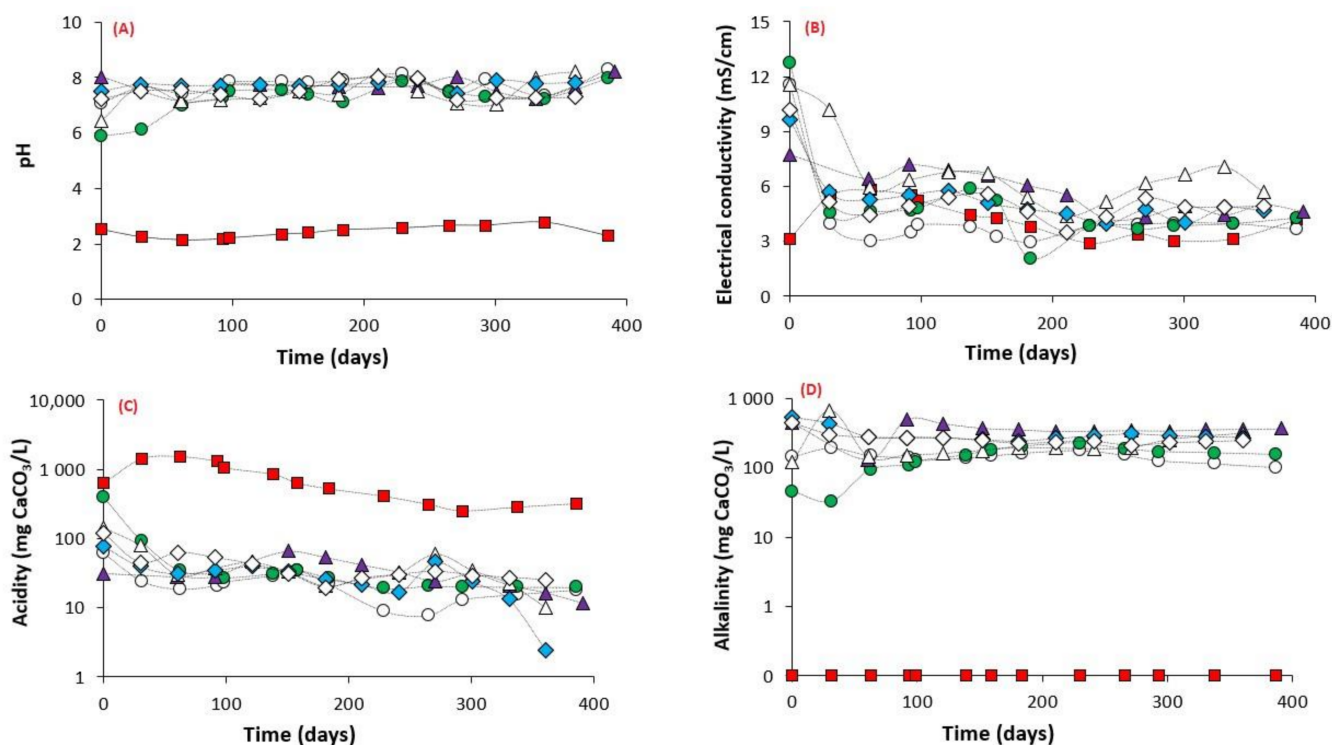 (A)
10
8
6
4
2
0
0 100 200 300 400
pH
Time (days)
(B)
15
12
9
6
3
0
0 100 200 300 400
Electrical conductivity (mS/cm)
Time (days)
(C)
10,000
1 000
100
10
1
0 100 200 300 400
Acidity (mg CaCO₃/L)
Time (days)
(D)
1 000
100
10
1
0
0 100 200 300 400
Alkalinity (mg CaCO₃/L)
Time (days)